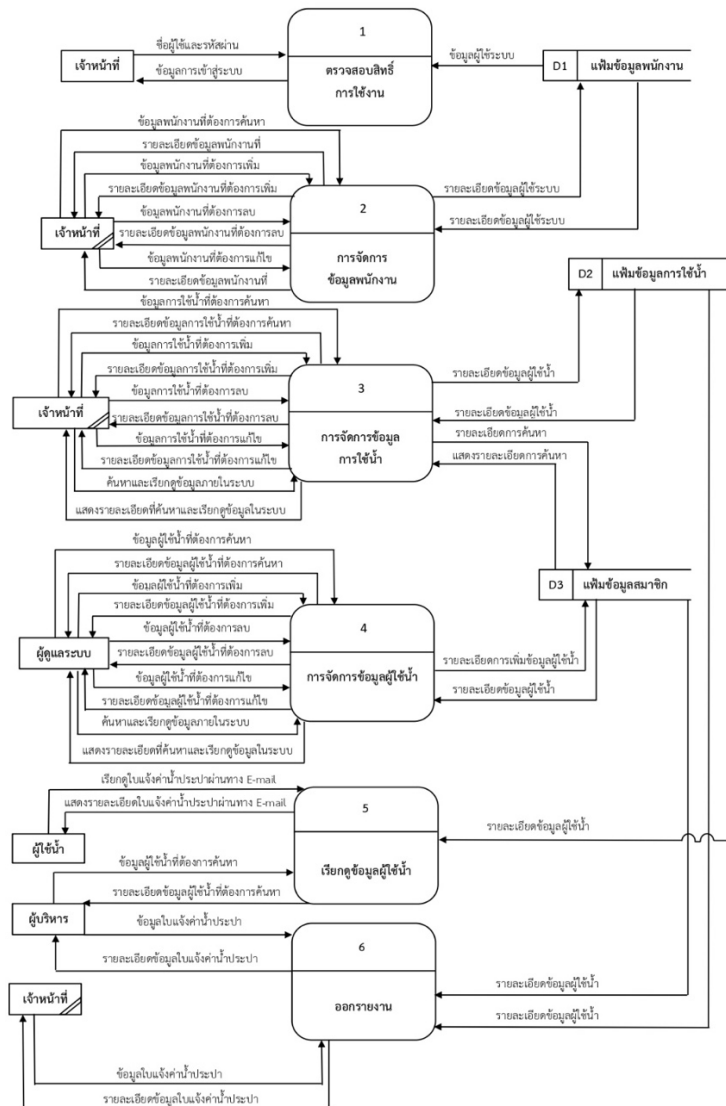 1
ชื่อผู้ใช้และรหัสผ่าน
ข้อมูลผู้ใช้ระบบ
เจ้าหน้าที่
ตรวจสอบสิทธิ์
การใช้งาน
D1 แฟ้มข้อมูลพนักงาน
ข้อมูลการเข้าสู่ระบบ
ข้อมูลพนักงานที่ต้องการค้นหา
รายละเอียดข้อมูลพนักงานที่
ข้อมูลพนักงานที่ต้องการเพิ่ม
รายละเอียดข้อมูลพนักงานที่ต้องการเพิ่ม
ข้อมูลพนักงานที่ต้องการลบ
รายละเอียดข้อมูลพนักงานที่ต้องการลบ
ข้อมูลพนักงานที่ต้องการแก้ไข
รายละเอียดข้อมูลพนักงานที่
เจ้าหน้าที่
2
การจัดการ
ข้อมูลพนักงาน
รายละเอียดข้อมูลผู้ใช้ระบบ
รายละเอียดข้อมูลผู้ใช้ระบบ
D2 แฟ้มข้อมูลการใช้น้ำ
ข้อมูลการใช้น้ำที่ต้องการค้นหา
รายละเอียดข้อมูลการใช้น้ำที่ต้องการค้นหา
ข้อมูลการใช้น้ำที่ต้องการเพิ่ม
รายละเอียดข้อมูลการใช้น้ำที่ต้องการเพิ่ม
ข้อมูลการใช้น้ำที่ต้องการลบ
รายละเอียดข้อมูลการใช้น้ำที่ต้องการลบ
ข้อมูลการใช้น้ำที่ต้องการแก้ไข
รายละเอียดข้อมูลการใช้น้ำที่ต้องการแก้ไข
ค้นหาและเรียกดูข้อมูลภายในระบบ
แสดงรายละเอียดที่ค้นหาและเรียกดูข้อมูลในระบบ
เจ้าหน้าที่
3
การจัดการข้อมูล
การใช้น้ำ
รายละเอียดข้อมูลผู้ใช้น้ำ
รายละเอียดข้อมูลผู้ใช้น้ำ
รายละเอียดการค้นหา
แสดงรายละเอียดการค้นหา
D3 แฟ้มข้อมูลสมาชิก
ข้อมูลผู้ใช้น้ำที่ต้องการค้นหา
รายละเอียดข้อมูลผู้ใช้น้ำที่ต้องการค้นหา
ข้อมูลผู้ใช้น้ำที่ต้องการเพิ่ม
รายละเอียดข้อมูลผู้ใช้น้ำที่ต้องการเพิ่ม
ข้อมูลผู้ใช้น้ำที่ต้องการลบ
รายละเอียดข้อมูลผู้ใช้น้ำที่ต้องการลบ
ข้อมูลผู้ใช้น้ำที่ต้องการแก้ไข
รายละเอียดข้อมูลผู้ใช้น้ำที่ต้องการแก้ไข
ค้นหาและเรียกดูข้อมูลภายในระบบ
แสดงรายละเอียดที่ค้นหาและเรียกดูข้อมูลในระบบ
ผู้ดูแลระบบ
4
การจัดการข้อมูลผู้ใช้น้ำ
รายละเอียดการเพิ่มข้อมูลผู้ใช้น้ำ
รายละเอียดข้อมูลผู้ใช้น้ำ
เรียกดูใบแจ้งค่าน้ำประปาผ่านทาง E-mail
แสดงรายละเอียดใบแจ้งค่าน้ำประปาผ่านทาง E-mail
ผู้ใช้น้ำ
5
เรียกดูข้อมูลผู้ใช้น้ำ
รายละเอียดข้อมูลผู้ใช้น้ำ
ข้อมูลผู้ใช้น้ำที่ต้องการค้นหา
รายละเอียดข้อมูลผู้ใช้น้ำที่ต้องการค้นหา
ผู้บริหาร
ข้อมูลใบแจ้งค่าน้ำประปา
รายละเอียดข้อมูลใบแจ้งค่าน้ำประปา
6
ออกรายงาน
เจ้าหน้าที่
รายละเอียดข้อมูลผู้ใช้น้ำ
รายละเอียดข้อมูลผู้ใช้น้ำ
ข้อมูลใบแจ้งค่าน้ำประปา
รายละเอียดข้อมูลใบแจ้งค่าน้ำประปา